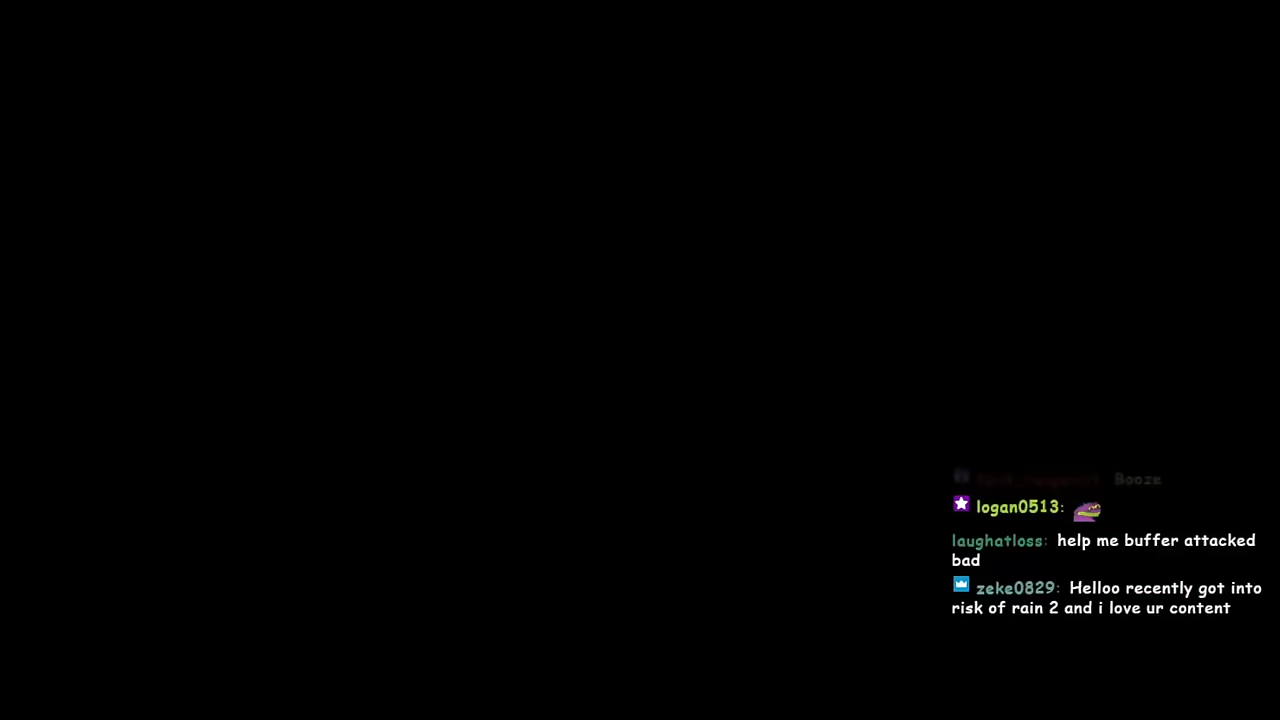 Booze
logan0513:
laughatloss: help me buffer attacked
bad
zeke0829: Helloo recently got into
risk of rain 2 and i love ur content